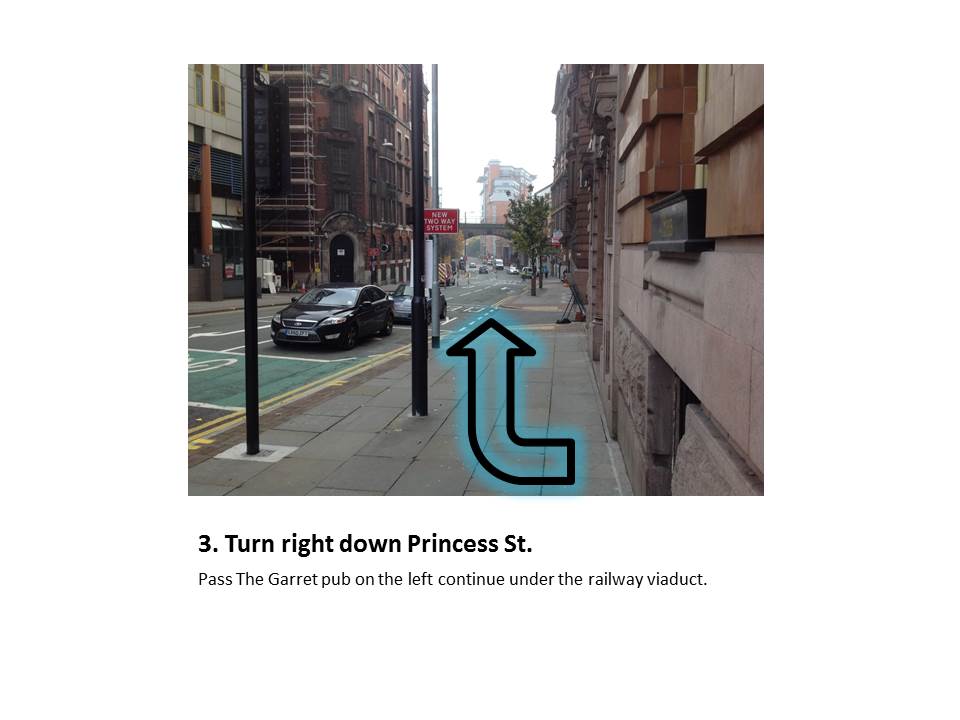 NEW
TWO WAY
SYSTEM
3. Turn right down Princess St.
Pass The Garret pub on the left continue under the railway viaduct.